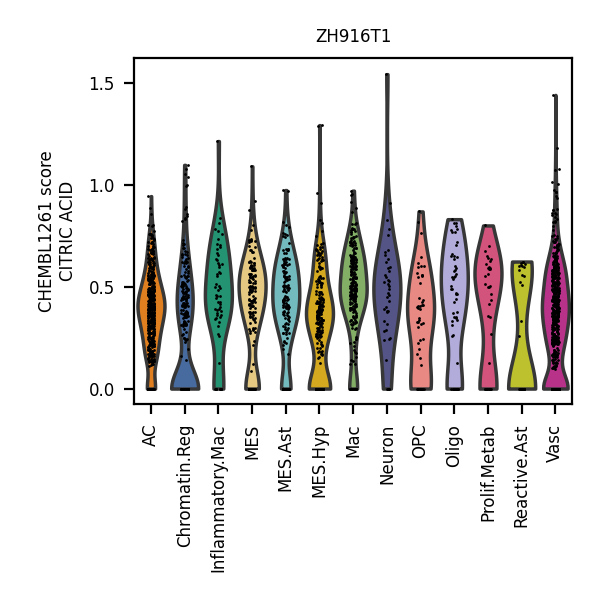 ZH916T1
CHEMBL1261 score
CITRIC ACID
1.5
1.0
0.5
0.0
AC
Chromatin.Reg
Inflammatory.Mac
MES
MES.Ast
MES.Hyp
Mac
Neuron
OPC
Oligo
Prolif.Metab
Reactive.Ast
Vasc